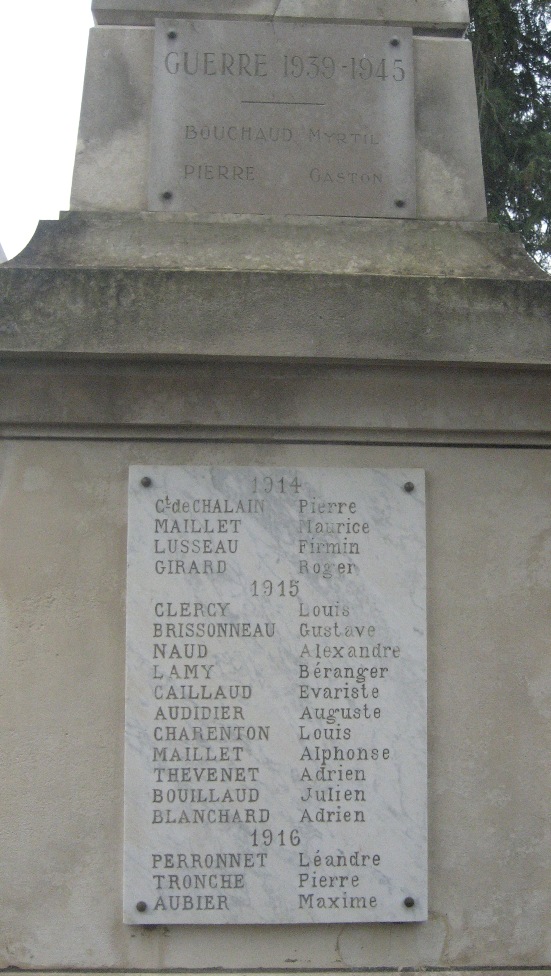 GUERRE 1939-1945
BOUCHAUD MYRTIL
PIERRE GASTON
1914
Ct de CHALAIN Pierre
MAILLET Maurice
LUSSEAU Firmin
GIRARD Roger
1915
CLERCY Louis
BRISSONNEAU Gustave
NAUD Alexandre
LAMY Béranger
CAILLAUD Evariste
AUDIDIER Auguste
CHARENTON Louis
MAILLET Alphonse
THEVENET Adrien
BOUILLAUD Julien
BLANCHARD Adrien
1916
PERRONNET Léandre
TRONCHE Pierre
AUBIER Maxime